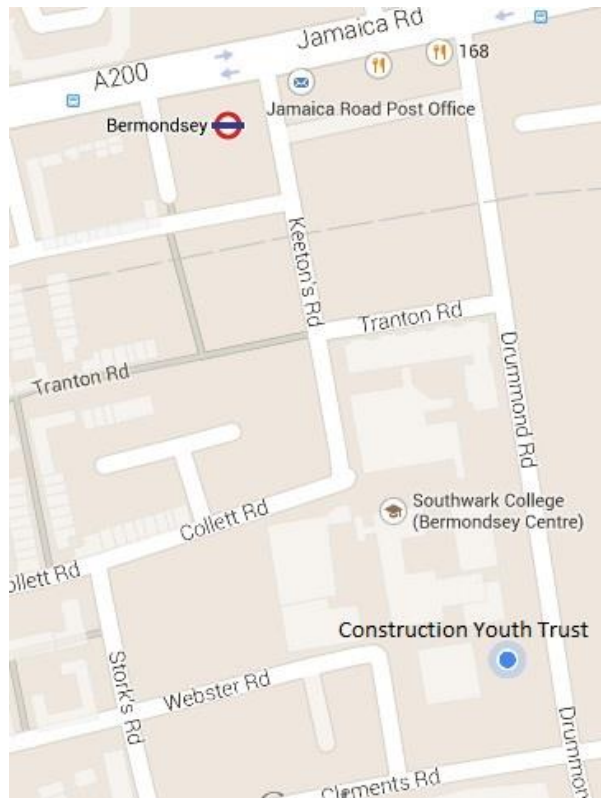 Jamaica Rd
A200
168
Jamaica Road Post Office
Bermondsey
Keeton's Rd
Tranton Rd
Tranton Rd
Drummond Rd
Collett Rd
Southwark College
(Bermondsey Centre)
ollett Rd
Construction Youth Trust
Stork's Rd
Webster Rd
Drummon
Clements Rd